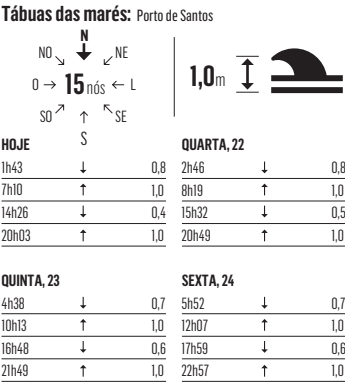 Tábuas das marés: Porto de Santos
N
NO ↘ ↓ ↙ NE
O → 15 nós ← L
SO ↗ ↑ ↖ SE
S
1,0m
HOJE
1h43 ↓ 0,8
7h10 ↑ 1,0
14h26 ↓ 0,4
20h03 ↑ 1,0
QUARTA, 22
2h46 ↓ 0,8
8h19 ↑ 1,0
15h32 ↓ 0,5
20h49 ↑ 1,0
QUINTA, 23
4h38 ↓ 0,7
10h13 ↑ 1,0
16h48 ↓ 0,6
21h49 ↑ 1,0
SEXTA, 24
5h52 ↓ 0,7
12h07 ↑ 1,0
17h59 ↓ 0,6
22h57 ↑ 1,0